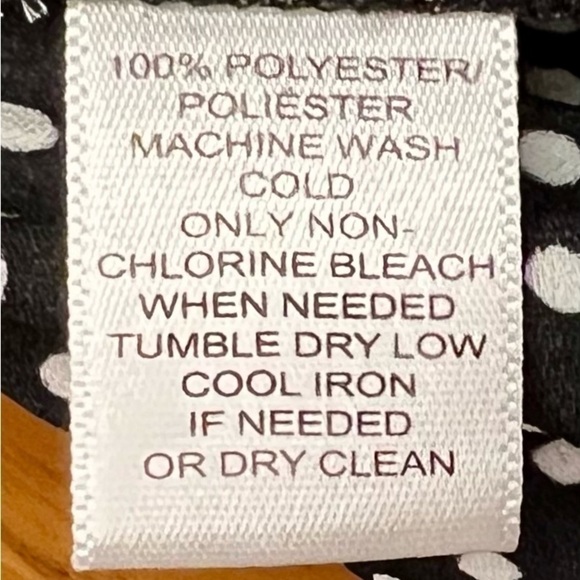 100% POLYESTER/
POLIÉSTER
MACHINE WASH
COLD
ONLY NON-
CHLORINE BLEACH
WHEN NEEDED
TUMBLE DRY LOW
COOL IRON
IF NEEDED
OR DRY CLEAN